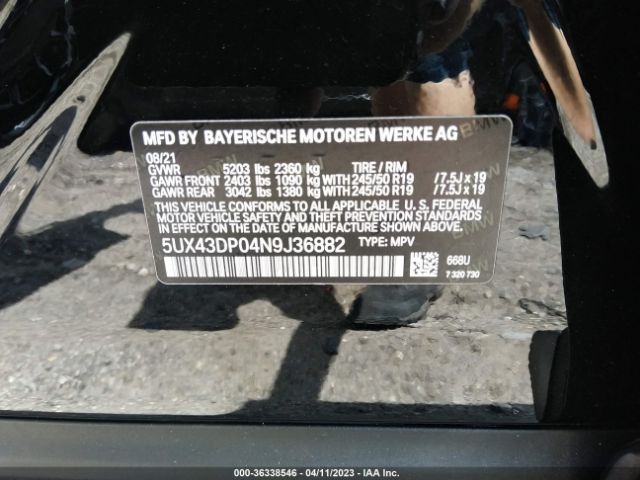 MFD BY BAYERISCHE MOTOREN WERKE AG
08/21
GVWR 5203 lbs 2360 kg TIRE / RIM
GAWR FRONT 2403 lbs 1090 kg WITH 245/50 R19 /7.5J x 19
GAWR REAR 3042 lbs 1380 kg WITH 245/50 R19 /7.5J x 19
THIS VEHICLE CONFORMS TO ALL APPLICABLE U. S. FEDERAL
MOTOR VEHICLE SAFETY AND THEFT PREVENTION STANDARDS
IN EFFECT ON THE DATE OF MANUFACTURE SHOWN ABOVE.
5UX43DP04N9J36882 TYPE: MPV
668U
7 320 730
000-36338546 - 04/11/2023 - IAA Inc.